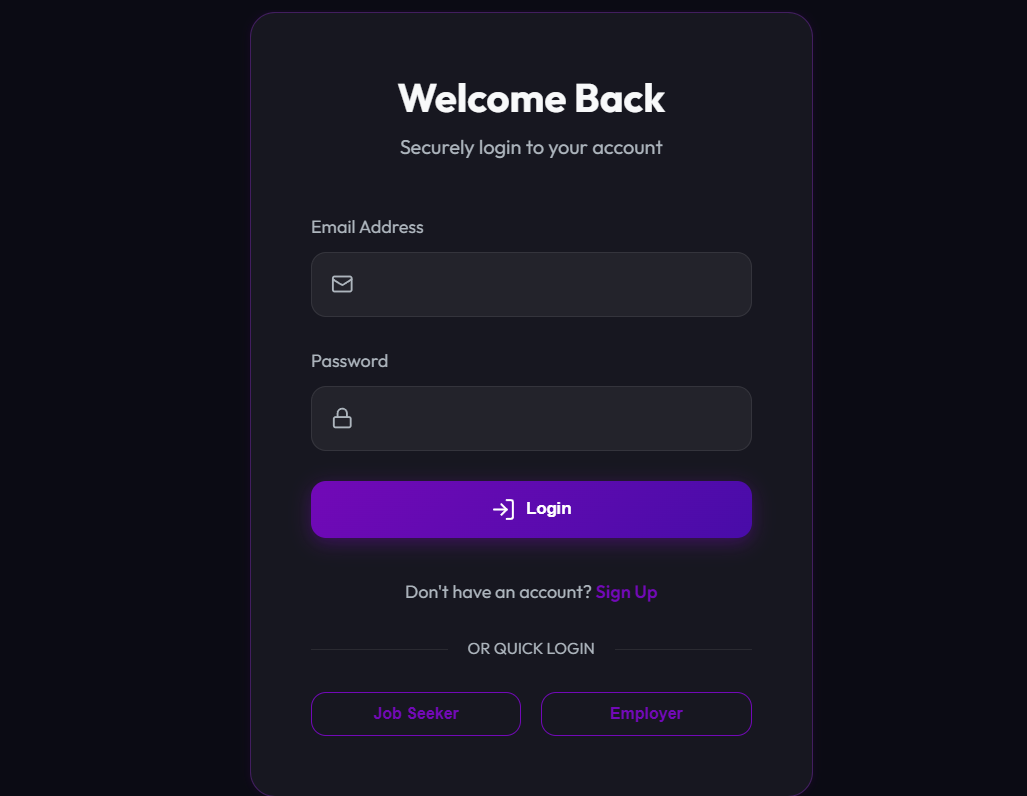 Welcome Back
Securely login to your account
Email Address
Password
Login
Don't have an account? Sign Up
OR QUICK LOGIN
Job Seeker
Employer